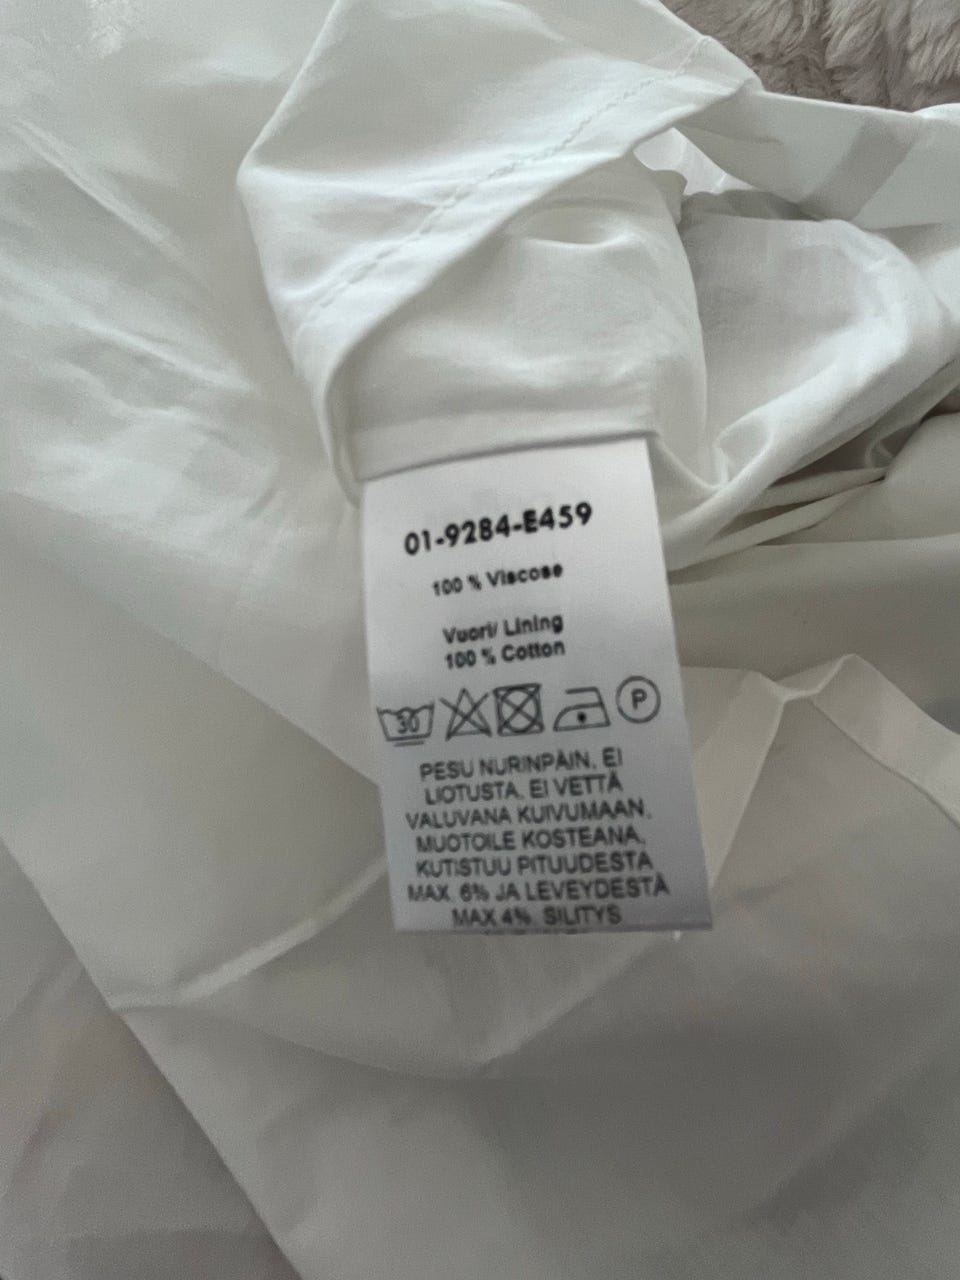 01-9284-E459
100 % Viscose
Vuori/ Lining
100 % Cotton
30
P
PESU NURINPÄIN. EI
LIOTUSTA. EI VETTÄ
VALUVANA KUIVUMAAN.
MUOTOILE KOSTEANA.
KUTISTUU PITUUDESTA
MAX. 6% JA LEVEYDESTÄ
MAX 4%. SILITYS